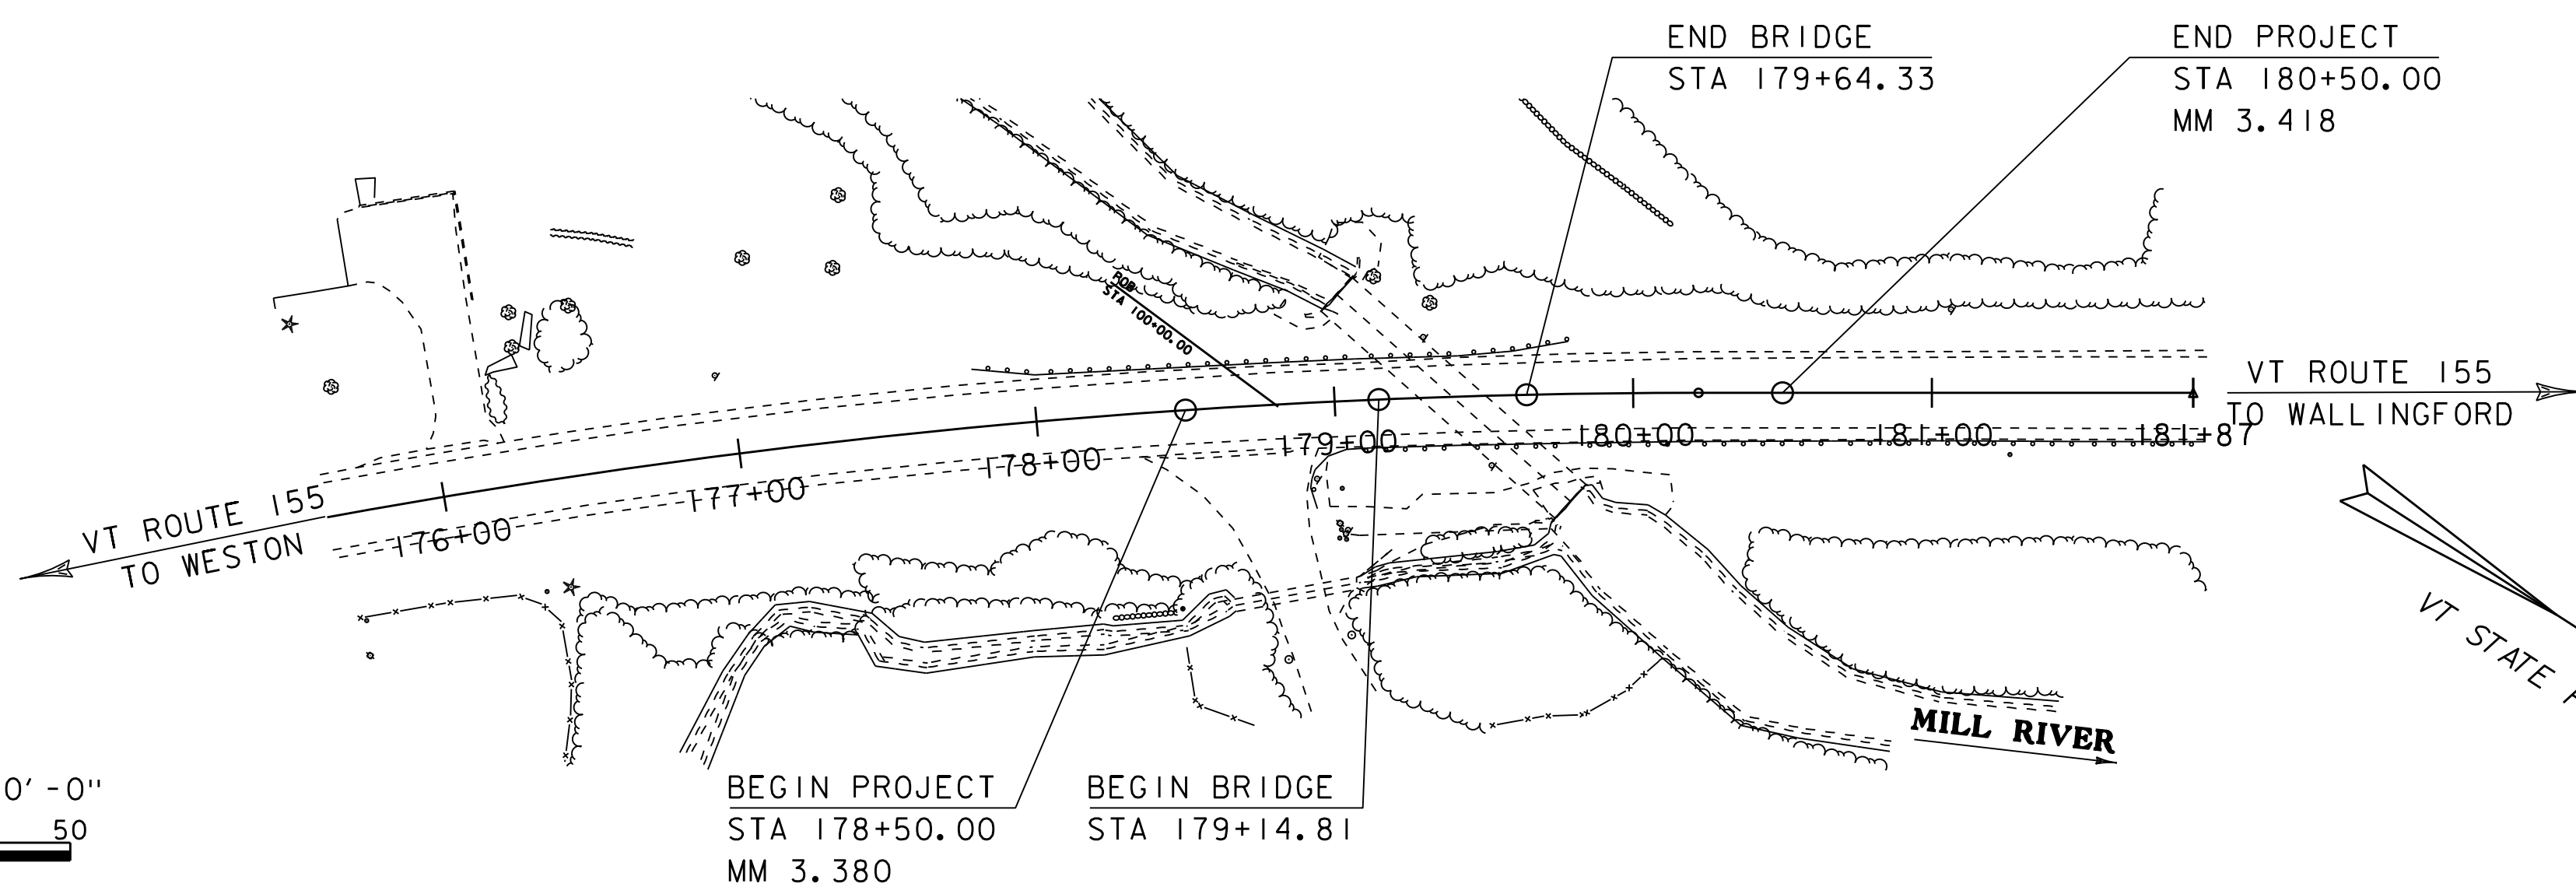 END BRIDGE
STA 179+64.33
END PROJECT
STA 180+50.00
MM 3.418
POB
STA 100+00.00
VT ROUTE 155
TO WALLINGFORD
176+00
177+00
178+00
179+00
180+00
181+00
181+87
VT ROUTE 155
TO WESTON
VT STATE
MILL RIVER
0'-0"
50
BEGIN PROJECT
STA 178+50.00
MM 3.380
BEGIN BRIDGE
STA 179+14.81